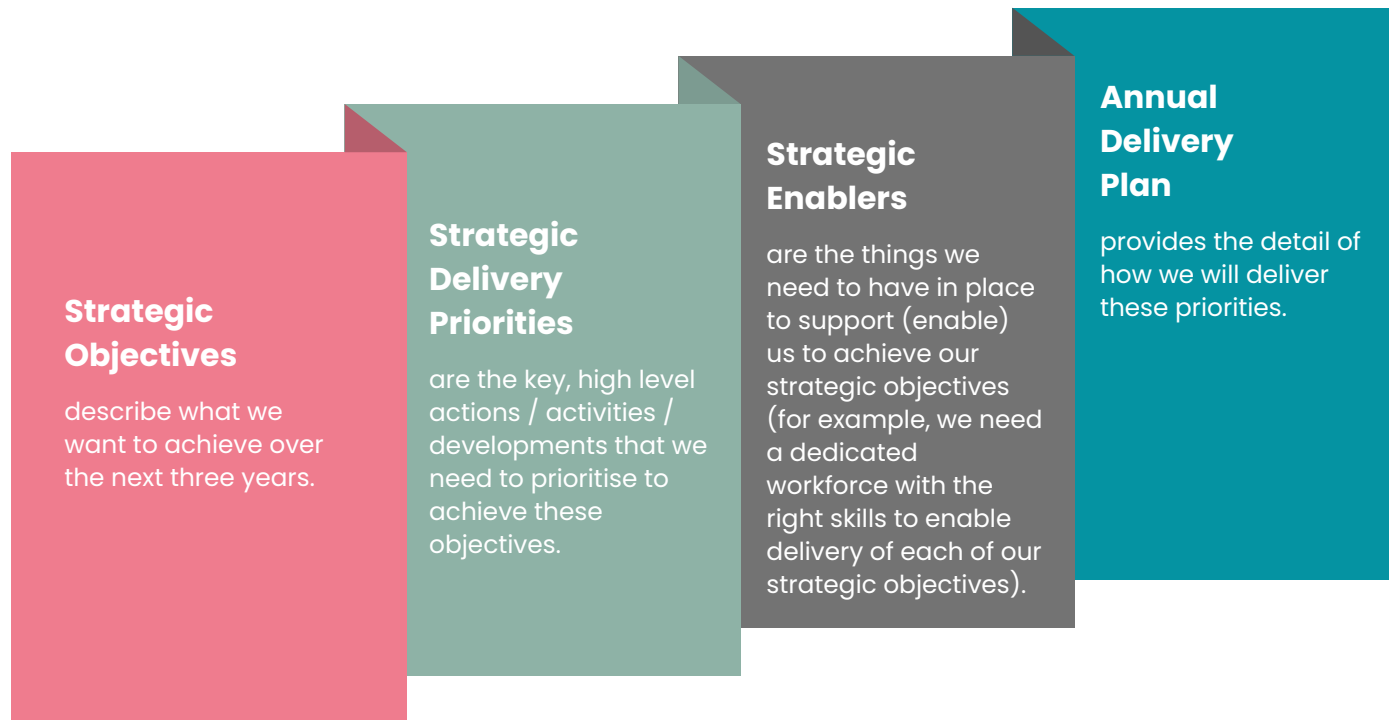 Strategic
Objectives
describe what we
want to achieve over
the next three years.
Strategic
Delivery
Priorities
are the key, high level
actions / activities /
developments that we
need to prioritise to
achieve these
objectives.
Strategic
Enablers
are the things we
need to have in place
to support (enable)
us to achieve our
strategic objectives
(for example, we need
a dedicated
workforce with the
right skills to enable
delivery of each of our
strategic objectives).
Annual
Delivery
Plan
provides the detail of
how we will deliver
these priorities.